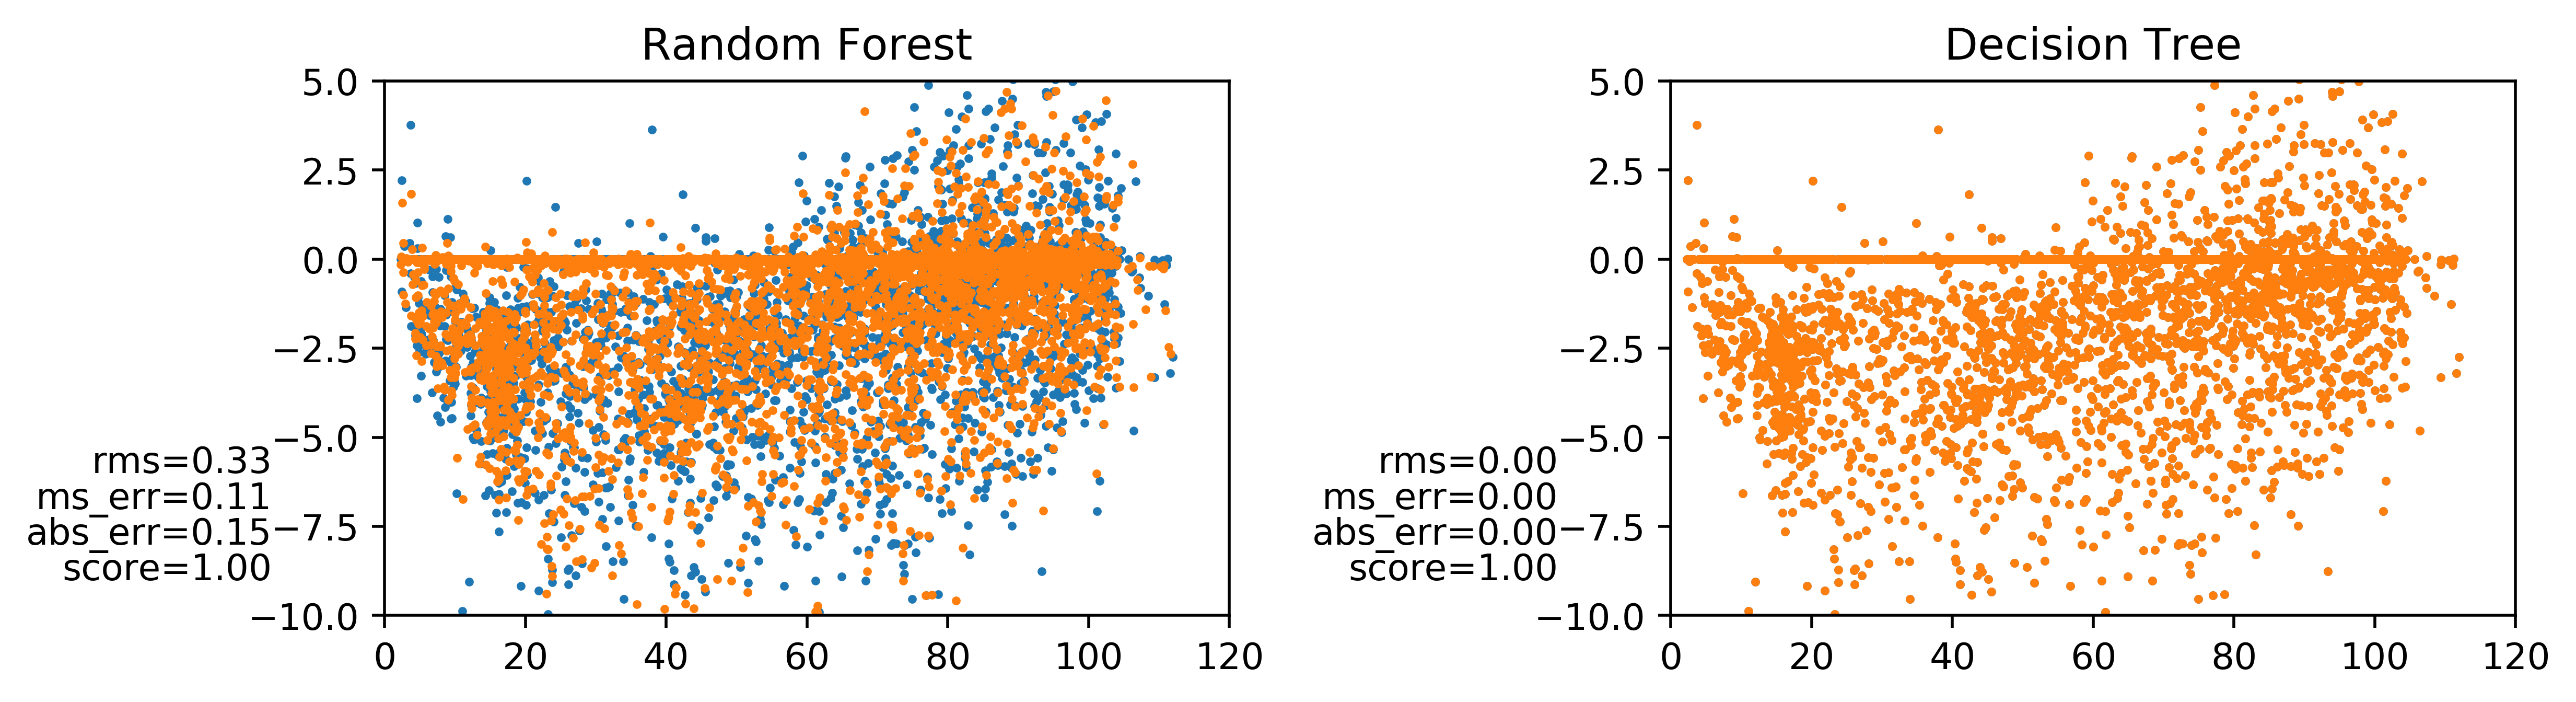 Random Forest
5.0
2.5
0.0
−2.5
−5.0
−7.5
−10.0
rms=0.33
ms_err=0.11
abs_err=0.15
score=1.00
0 20 40 60 80 100 120
Decision Tree
5.0
2.5
0.0
−2.5
−5.0
−7.5
−10.0
rms=0.00
ms_err=0.00
abs_err=0.00
score=1.00
0 20 40 60 80 100 120